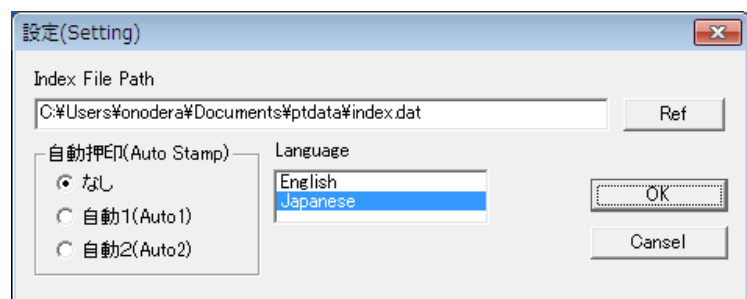 設定(Setting)
Index File Path
C:¥Users¥onodera¥Documents¥ptdata¥index.dat
Ref
自動押印(Auto Stamp)
なし
自動1(Auto1)
自動2(Auto2)
Language
English
Japanese
OK
Cansel